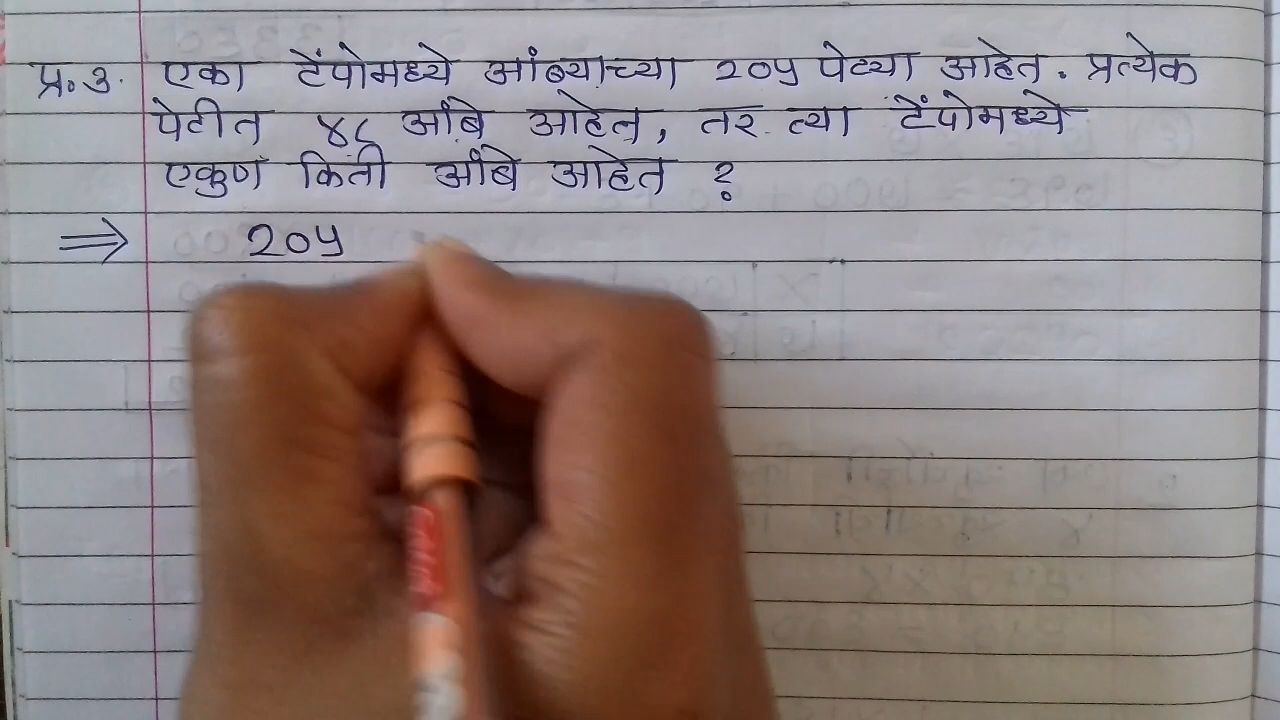 प्र.३. एका टेंपोमध्ये आंब्याच्या २०५ पेट्या आहेत. प्रत्येक
पेटीत ४८ आंबे आहेत, तर त्या टेंपोमध्ये
एकुण किती आंबे आहेत ?
⇒ २०५